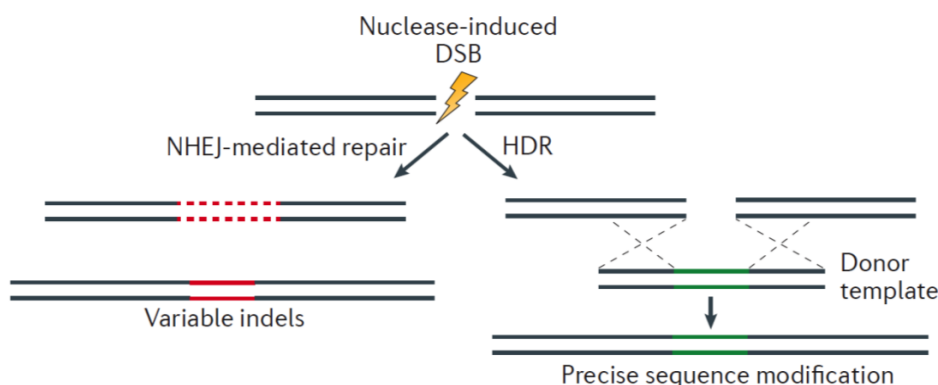 Nuclease-induced
DSB
NHEJ-mediated repair
HDR
Donor
template
Variable indels
Precise sequence modification